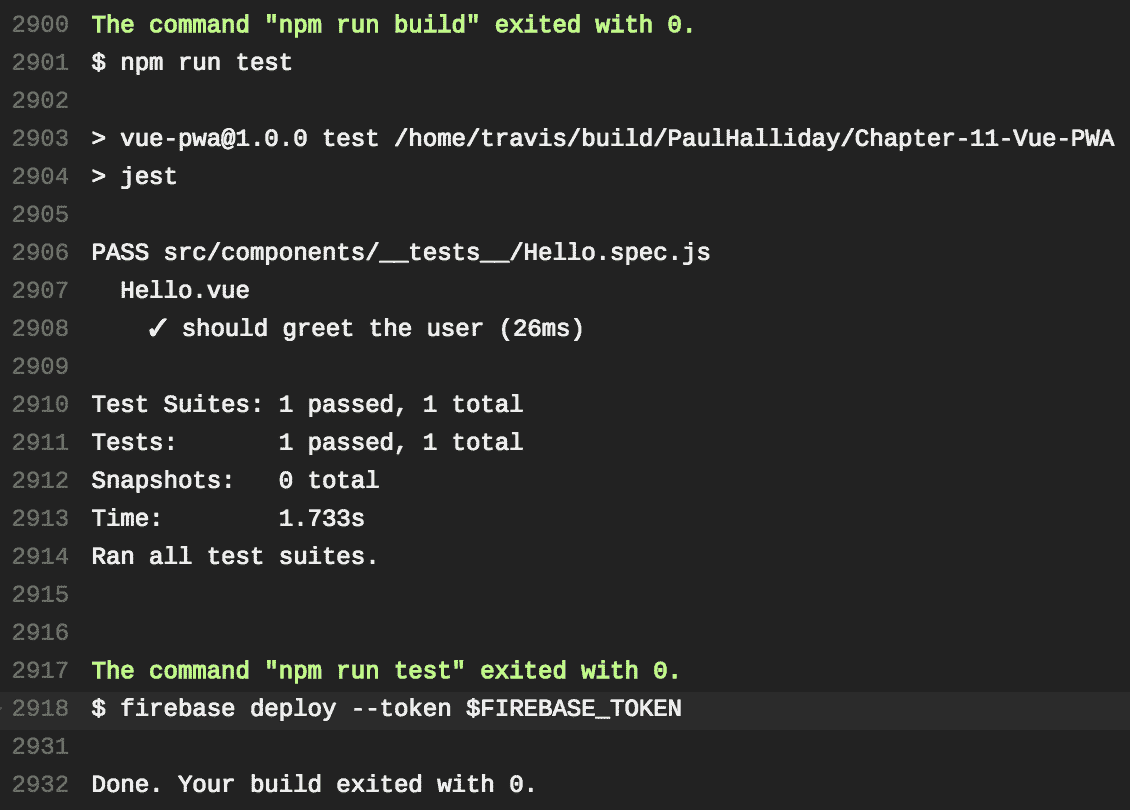 2900 The command "npm run build" exited with 0.
2901 $ npm run test
2902
2903 > vue-pwa@1.0.0 test /home/travis/build/PaulHalliday/Chapter-11-Vue-PWA
2904 > jest
2905
2906 PASS src/components/__tests__/Hello.spec.js
2907   Hello.vue
2908     ✓ should greet the user (26ms)
2909
2910 Test Suites: 1 passed, 1 total
2911 Tests:       1 passed, 1 total
2912 Snapshots:   0 total
2913 Time:        1.733s
2914 Ran all test suites.
2915
2916
2917 The command "npm run test" exited with 0.
2918 $ firebase deploy --token $FIREBASE_TOKEN
2931
2932 Done. Your build exited with 0.